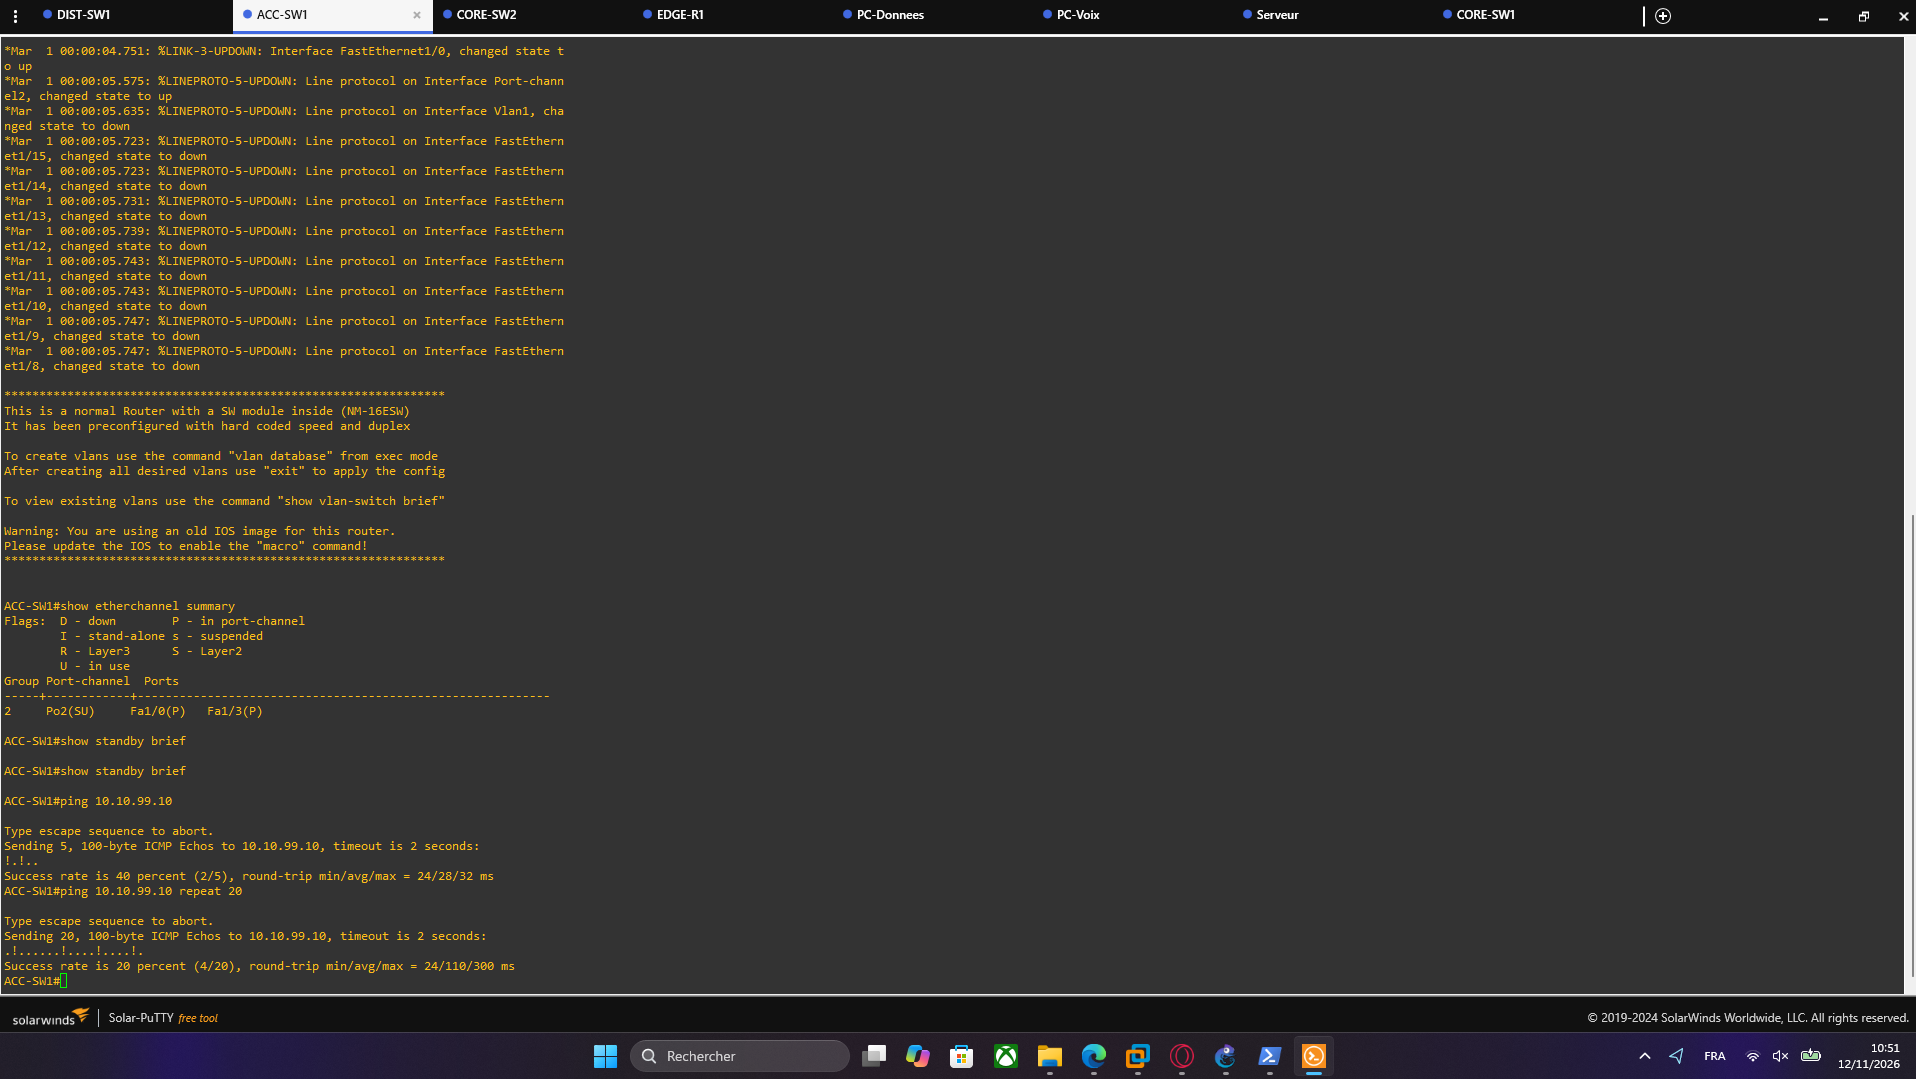 DIST-SW1
ACC-SW1
CORE-SW2
EDGE-R1
PC-Donnees
PC-Voix
Serveur
CORE-SW1
*Mar  1 00:00:04.751: %LINK-3-UPDOWN: Interface FastEthernet1/0, changed state t
o up
*Mar  1 00:00:05.575: %LINEPROTO-5-UPDOWN: Line protocol on Interface Port-chann
el2, changed state to up
*Mar  1 00:00:05.635: %LINEPROTO-5-UPDOWN: Line protocol on Interface Vlan1, cha
nged state to down
*Mar  1 00:00:05.723: %LINEPROTO-5-UPDOWN: Line protocol on Interface FastEthern
et1/15, changed state to down
*Mar  1 00:00:05.723: %LINEPROTO-5-UPDOWN: Line protocol on Interface FastEthern
et1/14, changed state to down
*Mar  1 00:00:05.731: %LINEPROTO-5-UPDOWN: Line protocol on Interface FastEthern
et1/13, changed state to down
*Mar  1 00:00:05.739: %LINEPROTO-5-UPDOWN: Line protocol on Interface FastEthern
et1/12, changed state to down
*Mar  1 00:00:05.743: %LINEPROTO-5-UPDOWN: Line protocol on Interface FastEthern
et1/11, changed state to down
*Mar  1 00:00:05.743: %LINEPROTO-5-UPDOWN: Line protocol on Interface FastEthern
et1/10, changed state to down
*Mar  1 00:00:05.747: %LINEPROTO-5-UPDOWN: Line protocol on Interface FastEthern
et1/9, changed state to down
*Mar  1 00:00:05.747: %LINEPROTO-5-UPDOWN: Line protocol on Interface FastEthern
et1/8, changed state to down
***************************************************************
This is a normal Router with a SW module inside (NM-16ESW)
It has been preconfigured with hard coded speed and duplex
To create vlans use the command "vlan database" from exec mode
After creating all desired vlans use "exit" to apply the config
To view existing vlans use the command "show vlan-switch brief"
Warning: You are using an old IOS image for this router.
Please update the IOS to enable the "macro" command!
***************************************************************
ACC-SW1#show etherchannel summary
Flags:  D - down        P - in port-channel
        I - stand-alone s - suspended
        R - Layer3      S - Layer2
        U - in use
Group Port-channel  Ports
-----+------------+-----------------------------------------------------------
2     Po2(SU)     Fa1/0(P)   Fa1/3(P)
ACC-SW1#show standby brief
ACC-SW1#show standby brief
ACC-SW1#ping 10.10.99.10
Type escape sequence to abort.
Sending 5, 100-byte ICMP Echos to 10.10.99.10, timeout is 2 seconds:
!.!..
Success rate is 40 percent (2/5), round-trip min/avg/max = 24/28/32 ms
ACC-SW1#ping 10.10.99.10 repeat 20
Type escape sequence to abort.
Sending 20, 100-byte ICMP Echos to 10.10.99.10, timeout is 2 seconds:
.!......!....!....!.
Success rate is 20 percent (4/20), round-trip min/avg/max = 24/110/300 ms
ACC-SW1#
solarwinds
Solar-PuTTY free tool
© 2019-2024 SolarWinds Worldwide, LLC. All rights reserved.
Rechercher
FRA
10:51
12/11/2026